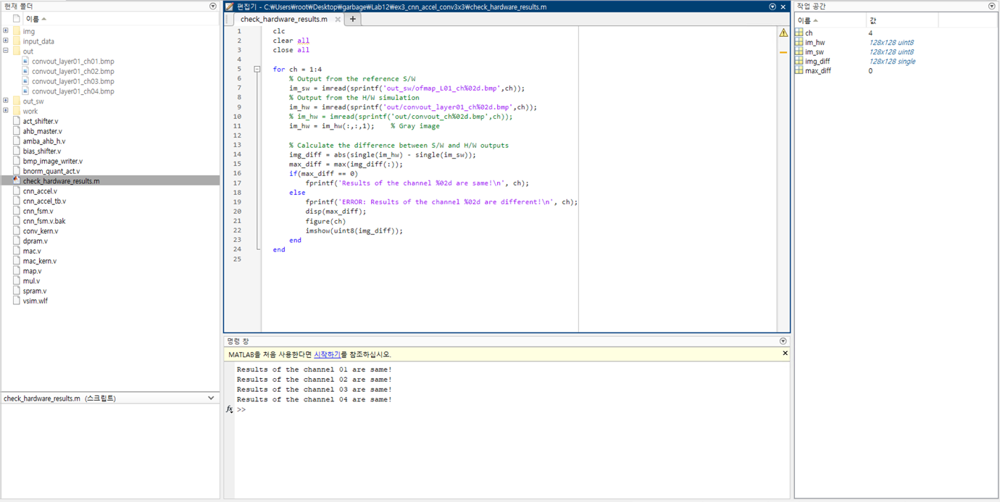 현재 폴더
이름
img
input_data
out
convout_layer01_ch01.bmp
convout_layer01_ch02.bmp
convout_layer01_ch03.bmp
convout_layer01_ch04.bmp
out_sw
work
act_shifter.v
ahb_master.v
amba_ahb_h.v
bias_shifter.v
bmp_image_writer.v
bnorm_quant_act.v
check_hardware_results.m
cnn_accel.v
cnn_accel_tb.v
cnn_fsm.v
cnn_fsm.v.bak
conv_kern.v
dpram.v
mac.v
mac_kern.v
map.v
mul.v
spram.v
vsim.wlf
check_hardware_results.m (스크립트)
편집기 - C:₩Users₩root₩Desktop₩garbage₩Lab12₩ex3_cnn_accel_conv3x3₩check_hardware_results.m
check_hardware_results.m
1 clc
2 clear all
3 close all
4
5 for ch = 1:4
6 % Output from the reference S/W
7 im_sw = imread(sprintf('out_sw/ofmap_L01_ch%02d.bmp',ch));
8 % Output from the H/W simulation
9 im_hw = imread(sprintf('out/convout_layer01_ch%02d.bmp',ch));
10 % im_hw = imread(sprintf('out/convout_ch%02d.bmp',ch));
11 im_hw = im_hw(:,:,1); % Gray image
12
13 % Calculate the difference between S/W and H/W outputs
14 img_diff = abs(single(im_hw) - single(im_sw));
15 max_diff = max(img_diff(:));
16 if(max_diff == 0)
17 fprintf('Results of the channel %02d are same!\n', ch);
18 else
19 fprintf('ERROR: Results of the channel %02d are different!\n', ch);
20 disp(max_diff);
21 figure(ch)
22 imshow(uint8(img_diff));
23 end
24 end
25
명령 창
MATLAB을 처음 사용한다면 시작하기를 참조하십시오.
Results of the channel 01 are same!
Results of the channel 02 are same!
Results of the channel 03 are same!
Results of the channel 04 are same!
fx >>
작업 공간
이름 값
ch 4
im_hw 128x128 uint8
im_sw 128x128 uint8
img_diff 128x128 single
max_diff 0